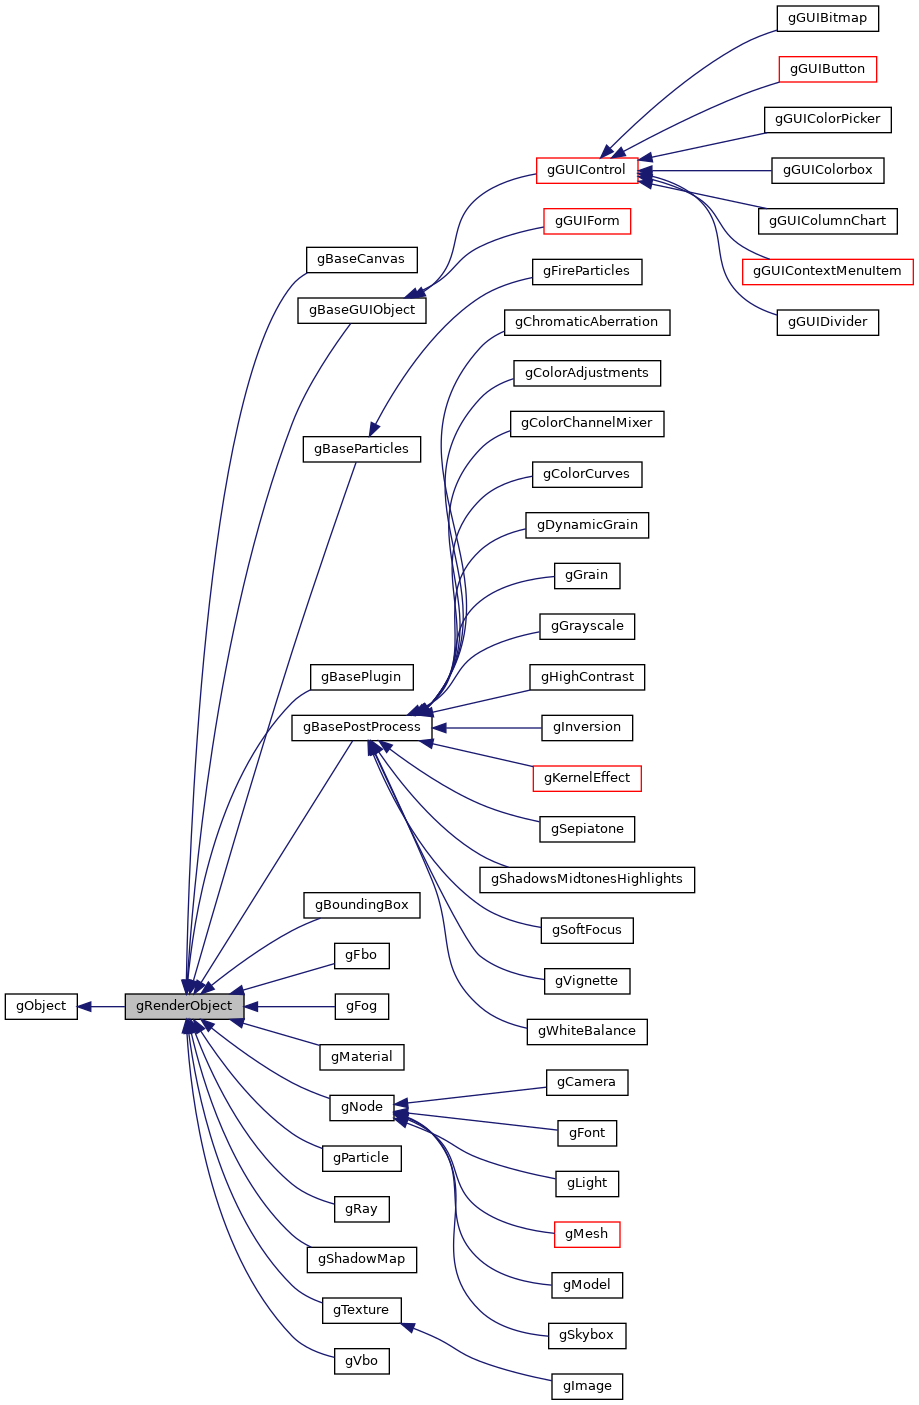 gGUIBitmap
gGUIButton
gGUIColorPicker
gGUIControl
gGUIColorbox
gGUIForm
gGUIColumnChart
gBaseCanvas
gFireParticles
gGUIContextMenuItem
gBaseGUIObject
gChromaticAberration
gGUIDivider
gColorAdjustments
gColorChannelMixer
gBaseParticles
gColorCurves
gDynamicGrain
gGrain
gGrayscale
gBasePlugin
gHighContrast
gBasePostProcess
gInversion
gKernelEffect
gSepiatone
gShadowsMidtonesHighlights
gBoundingBox
gSoftFocus
gFbo
gVignette
gObject
gRenderObject
gFog
gWhiteBalance
gMaterial
gCamera
gNode
gFont
gParticle
gLight
gRay
gMesh
gShadowMap
gModel
gTexture
gSkybox
gVbo
gImage